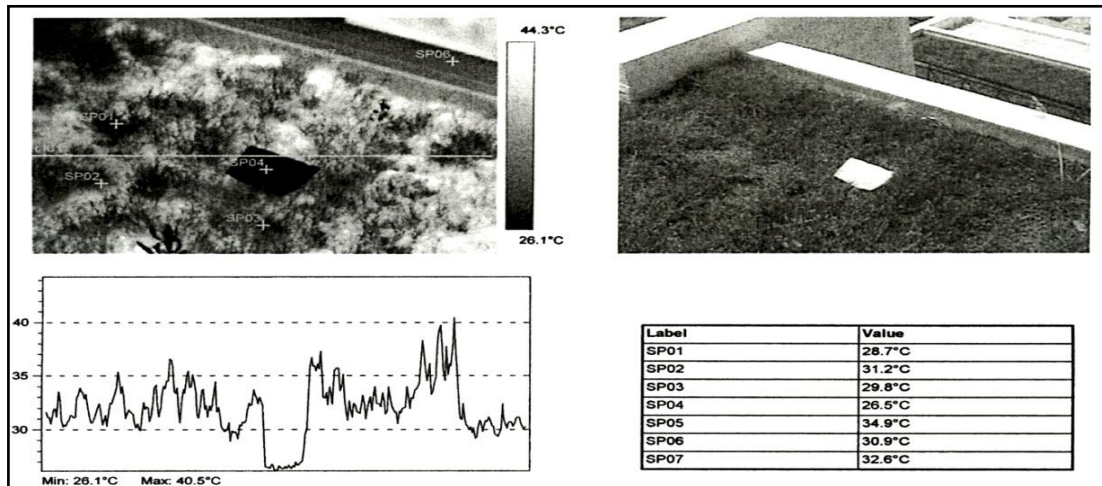 44.3°C
SP06
SP01
SP04
SP02
SP03
26.1°C
40
35
30
Min: 26.1°C Max: 40.5°C
Label Value
SP01 28.7°C
SP02 31.2°C
SP03 29.8°C
SP04 26.5°C
SP05 34.9°C
SP06 30.9°C
SP07 32.6°C